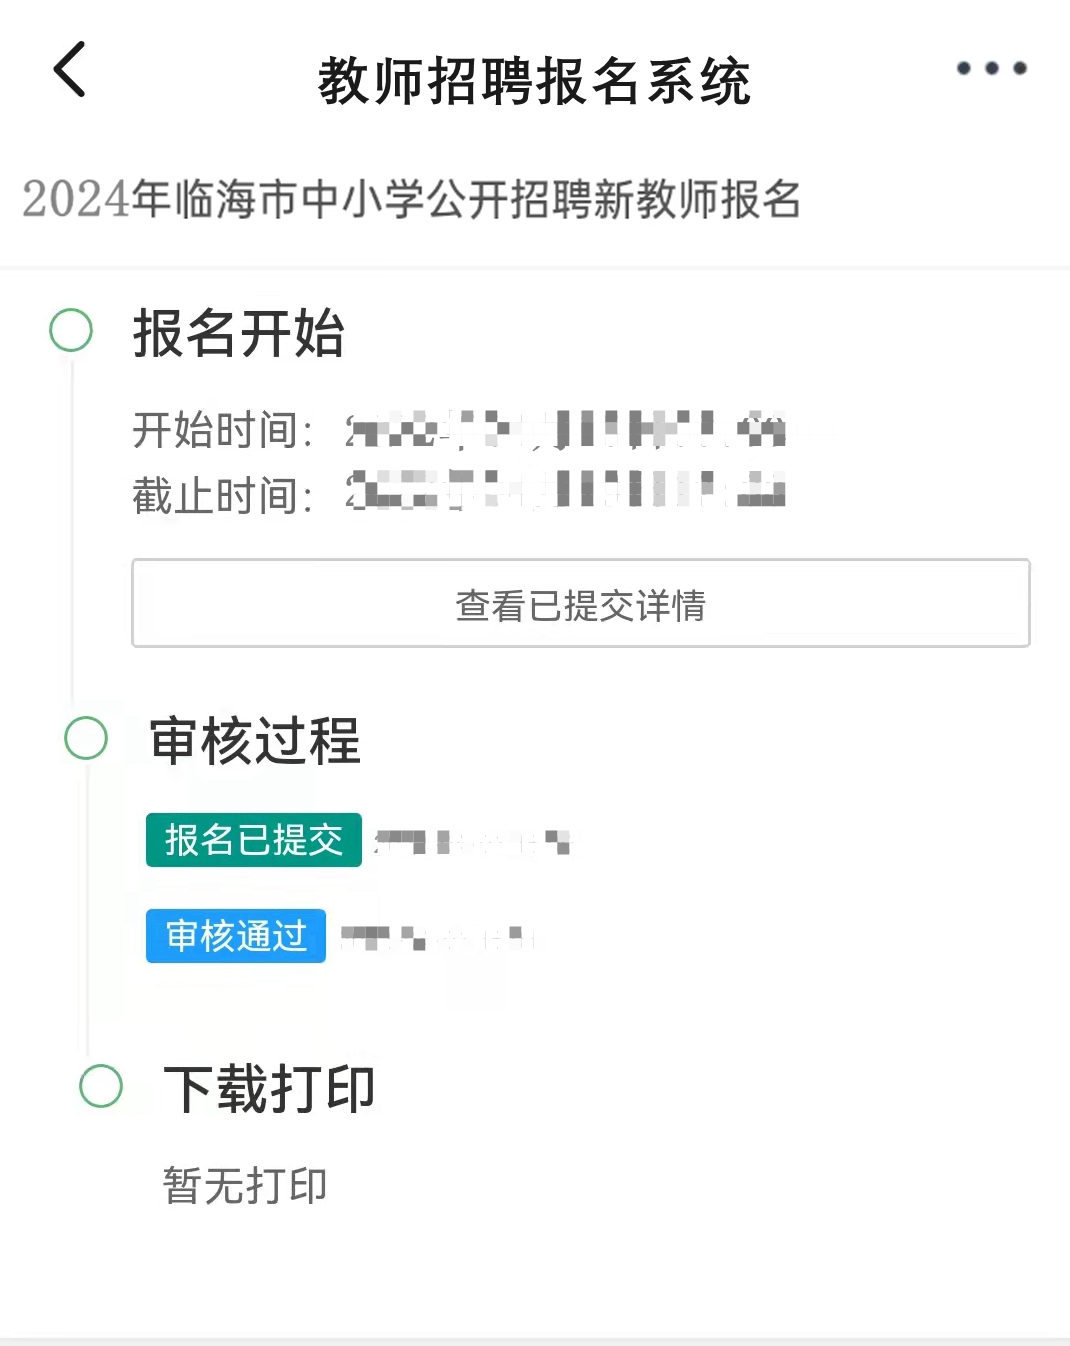 教师招聘报名系统
2024年临海市中小学公开招聘新教师报名
报名开始
开始时间：
截止时间：
查看已提交详情
审核过程
报名已提交
审核通过
下载打印
暂无打印